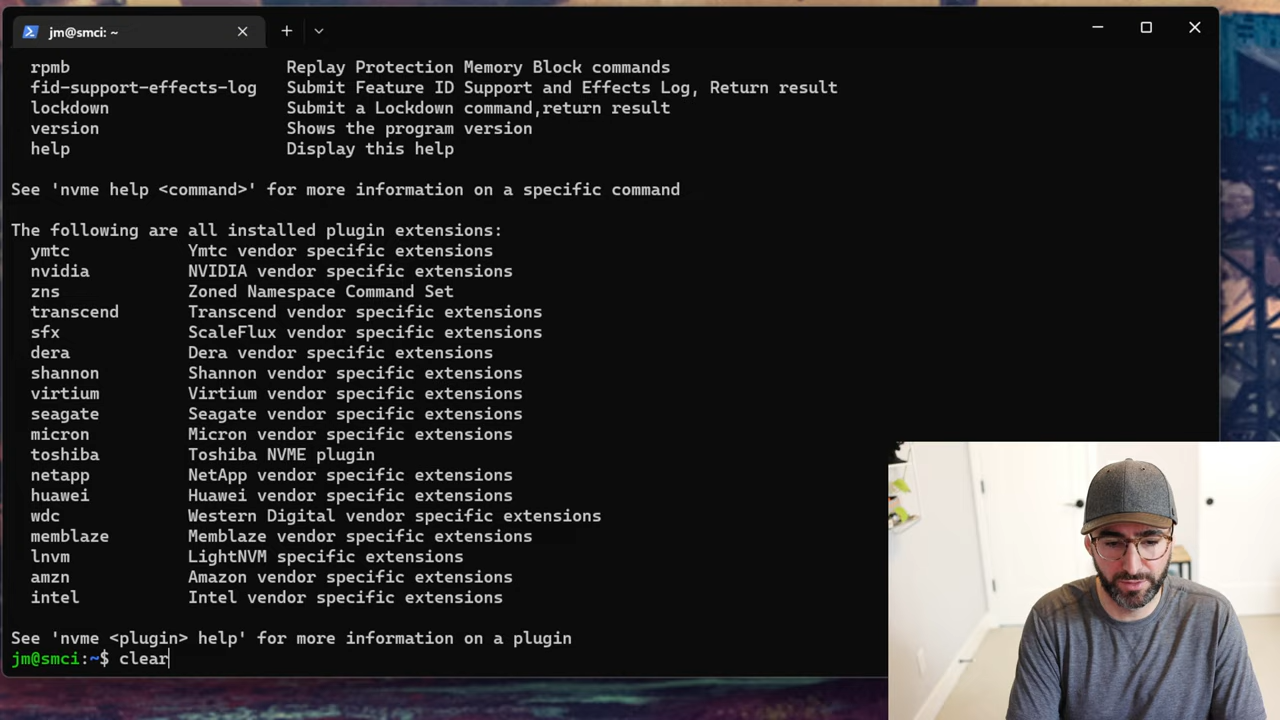 jm@smci: ~
rpmb Replay Protection Memory Block commands
fid-support-effects-log Submit Feature ID Support and Effects Log, Return result
lockdown Submit a Lockdown command,return result
version Shows the program version
help Display this help
See 'nvme help <command>' for more information on a specific command
The following are all installed plugin extensions:
ymtc Ymtc vendor specific extensions
nvidia NVIDIA vendor specific extensions
zns Zoned Namespace Command Set
transcend Transcend vendor specific extensions
sfx ScaleFlux vendor specific extensions
dera Dera vendor specific extensions
shannon Shannon vendor specific extensions
virtium Virtium vendor specific extensions
seagate Seagate vendor specific extensions
micron Micron vendor specific extensions
toshiba Toshiba NVME plugin
netapp NetApp vendor specific extensions
huawei Huawei vendor specific extensions
wdc Western Digital vendor specific extensions
memblaze Memblaze vendor specific extensions
lnvm LightNVM specific extensions
amzn Amazon vendor specific extensions
intel Intel vendor specific extensions
See 'nvme <plugin> help' for more information on a plugin
jm@smci:~$ clear